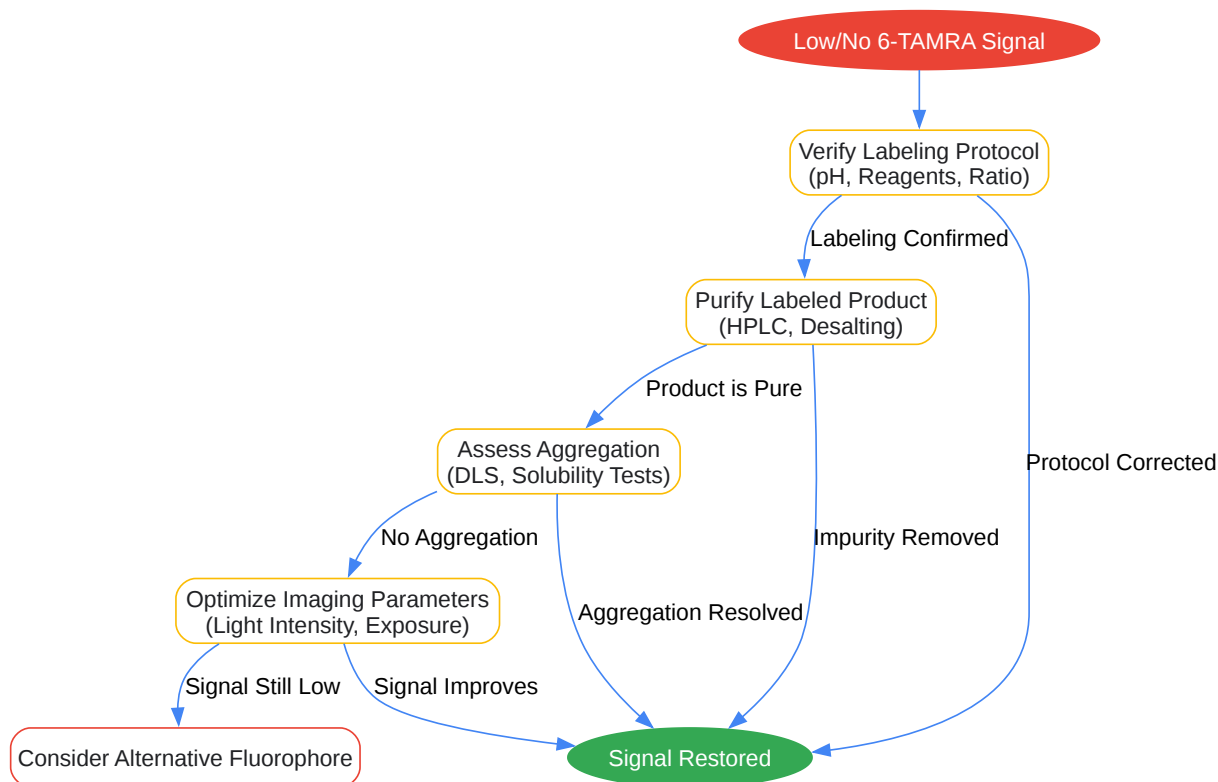 Low/No 6-TAMRA Signal
Verify Labeling Protocol
(pH, Reagents, Ratio)
Labeling Confirmed
Purify Labeled Product
(HPLC, Desalting)
Product is Pure
Assess Aggregation
(DLS, Solubility Tests)
Protocol Corrected
No Aggregation
Impurity Removed
Optimize Imaging Parameters
(Light Intensity, Exposure)
Aggregation Resolved
Signal Still Low
Signal Improves
Consider Alternative Fluorophore
Signal Restored